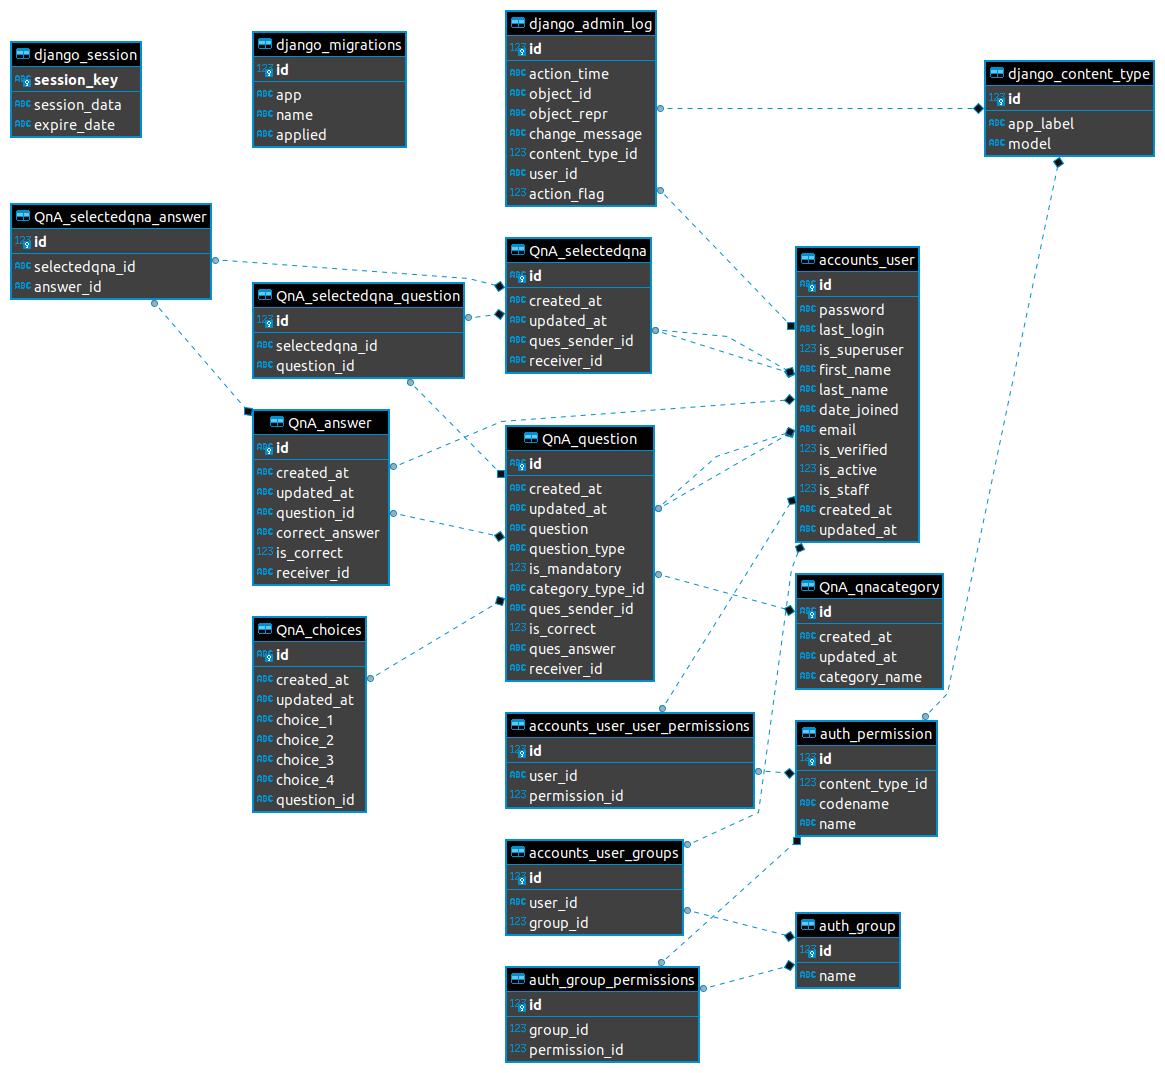 django_session
session_key
session_data
expire_date
django_migrations
id
app
name
applied
django_admin_log
id
action_time
object_id
object_repr
change_message
content_type_id
user_id
action_flag
django_content_type
id
app_label
model
QnA_selectedqna_answer
id
selectedqna_id
answer_id
QnA_selectedqna_question
id
selectedqna_id
question_id
QnA_selectedqna
id
created_at
updated_at
ques_sender_id
receiver_id
accounts_user
id
password
last_login
is_superuser
first_name
last_name
date_joined
email
is_verified
is_active
is_staff
created_at
updated_at
QnA_answer
id
created_at
updated_at
question_id
correct_answer
is_correct
receiver_id
QnA_question
id
created_at
updated_at
question
question_type
is_mandatory
category_type_id
ques_sender_id
is_correct
ques_answer
receiver_id
QnA_qnacategory
id
created_at
updated_at
category_name
QnA_choices
id
created_at
updated_at
choice_1
choice_2
choice_3
choice_4
question_id
accounts_user_user_permissions
id
user_id
permission_id
auth_permission
id
content_type_id
codename
name
accounts_user_groups
id
user_id
group_id
auth_group
id
name
auth_group_permissions
id
group_id
permission_id